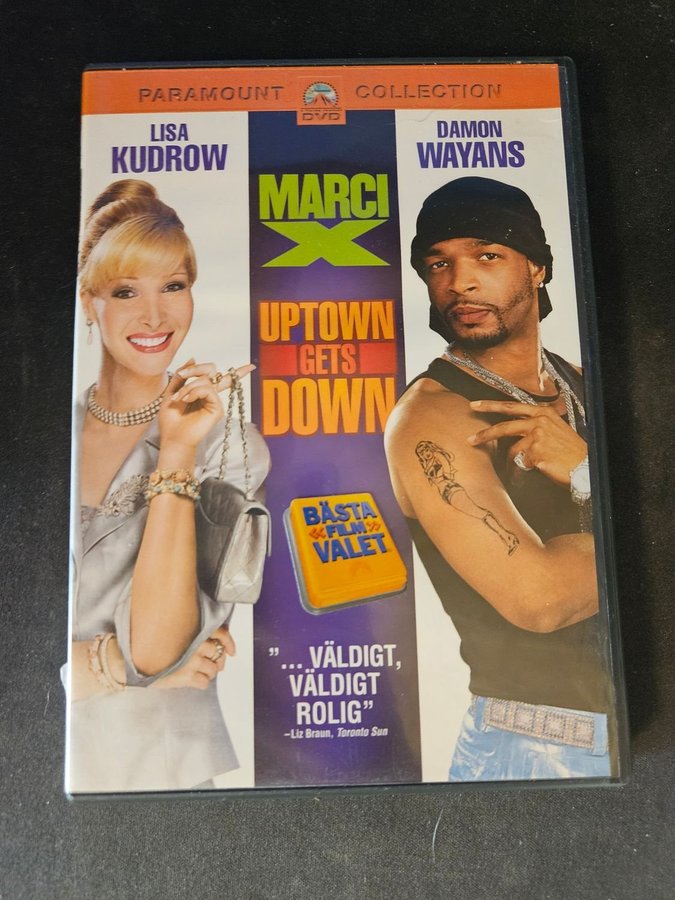 PARAMOUNT COLLECTION
DVD
LISA
KUDROW
DAMON
WAYANS
MARCI
X
UPTOWN
GETS
DOWN
BÄSTA
«FILM»
VALET
"... VÄLDIGT,
VÄLDIGT
ROLIG"
–Liz Braun, Toronto Sun